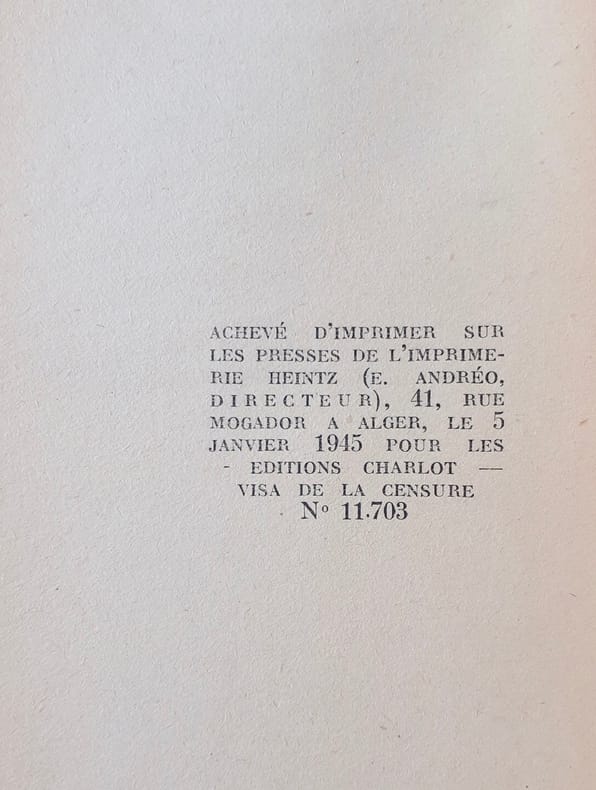 ACHEVÉ D'IMPRIMER SUR
LES PRESSES DE L'IMPRIME-
RIE HEINTZ (E. ANDRÉO,
DIRECTEUR), 41, RUE
MOGADOR A ALGER, LE 5
JANVIER 1945 POUR LES
- EDITIONS CHARLOT —
VISA DE LA CENSURE
Nº 11.703